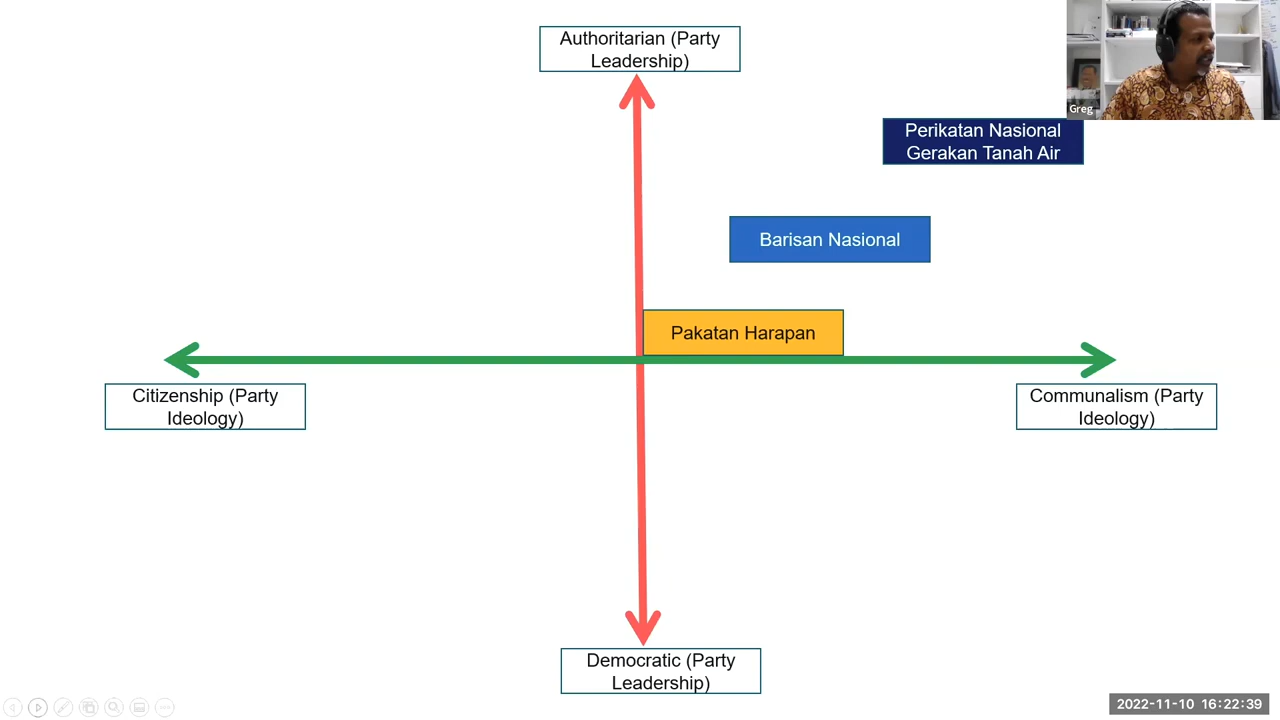 Authoritarian (Party
Leadership)
Greg
Perikatan Nasional
Gerakan Tanah Air
Barisan Nasional
Pakatan Harapan
Citizenship (Party
Ideology)
Communalism (Party
Ideology)
Democratic (Party
Leadership)
2022-11-10 16:22:39